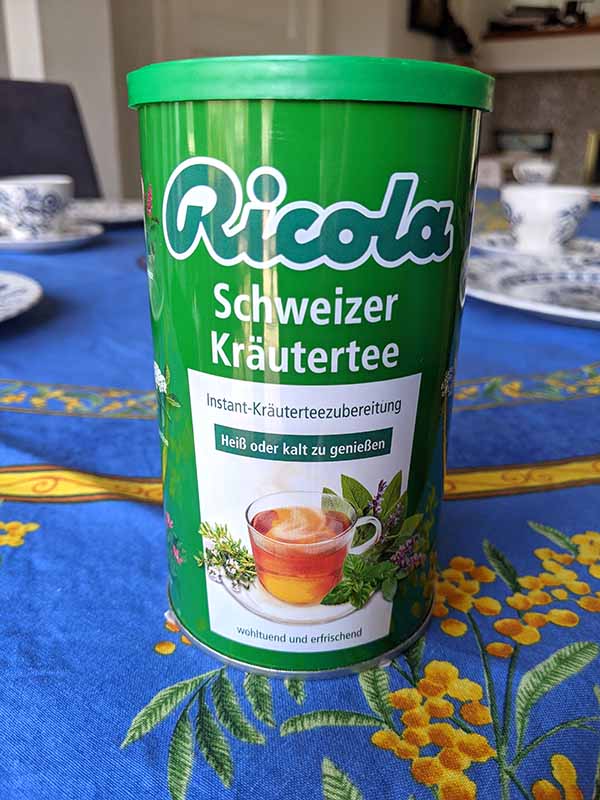 Ricola
Schweizer
Kräutertee
Instant-Kräuterteezubereitung
Heiß oder kalt zu genießen
wohltuend und erfrischend